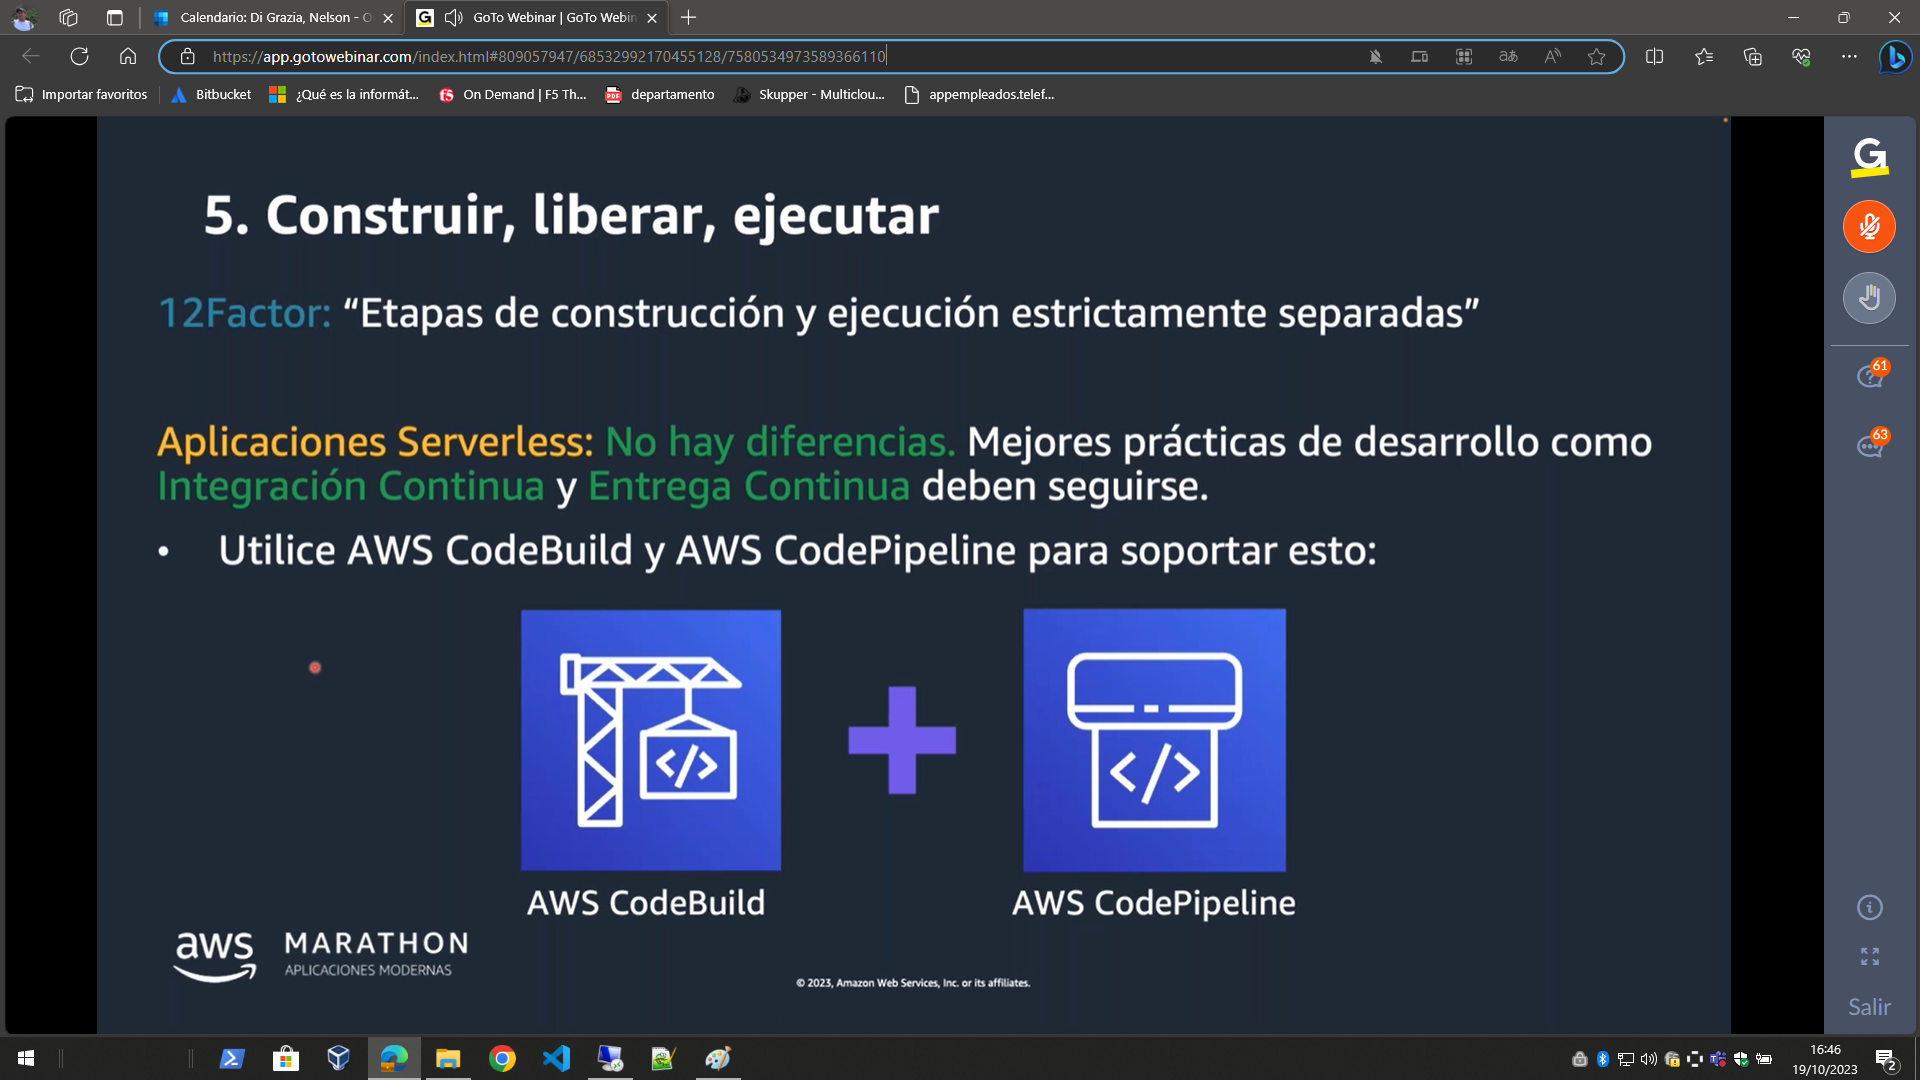 Calendario: Di Grazia, Nelson - O
GoTo Webinar | GoTo Webin
https://app.gotowebinar.com/index.html#809057947/68532992170455128/7580534973589366110
Importar favoritos
Bitbucket
¿Qué es la informát...
On Demand | F5 Th...
departamento
Skupper - Multiclou...
appempleados.telef...
5. Construir, liberar, ejecutar
12Factor: “Etapas de construcción y ejecución estrictamente separadas”
Aplicaciones Serverless: No hay diferencias. Mejores prácticas de desarrollo como
Integración Continua y Entrega Continua deben seguirse.
• Utilice AWS CodeBuild y AWS CodePipeline para soportar esto:
</>
</>
AWS CodeBuild
AWS CodePipeline
aws MARATHON
APLICACIONES MODERNAS
© 2023, Amazon Web Services, Inc. or its affiliates.
61
63
Salir
16:46
19/10/2023
2